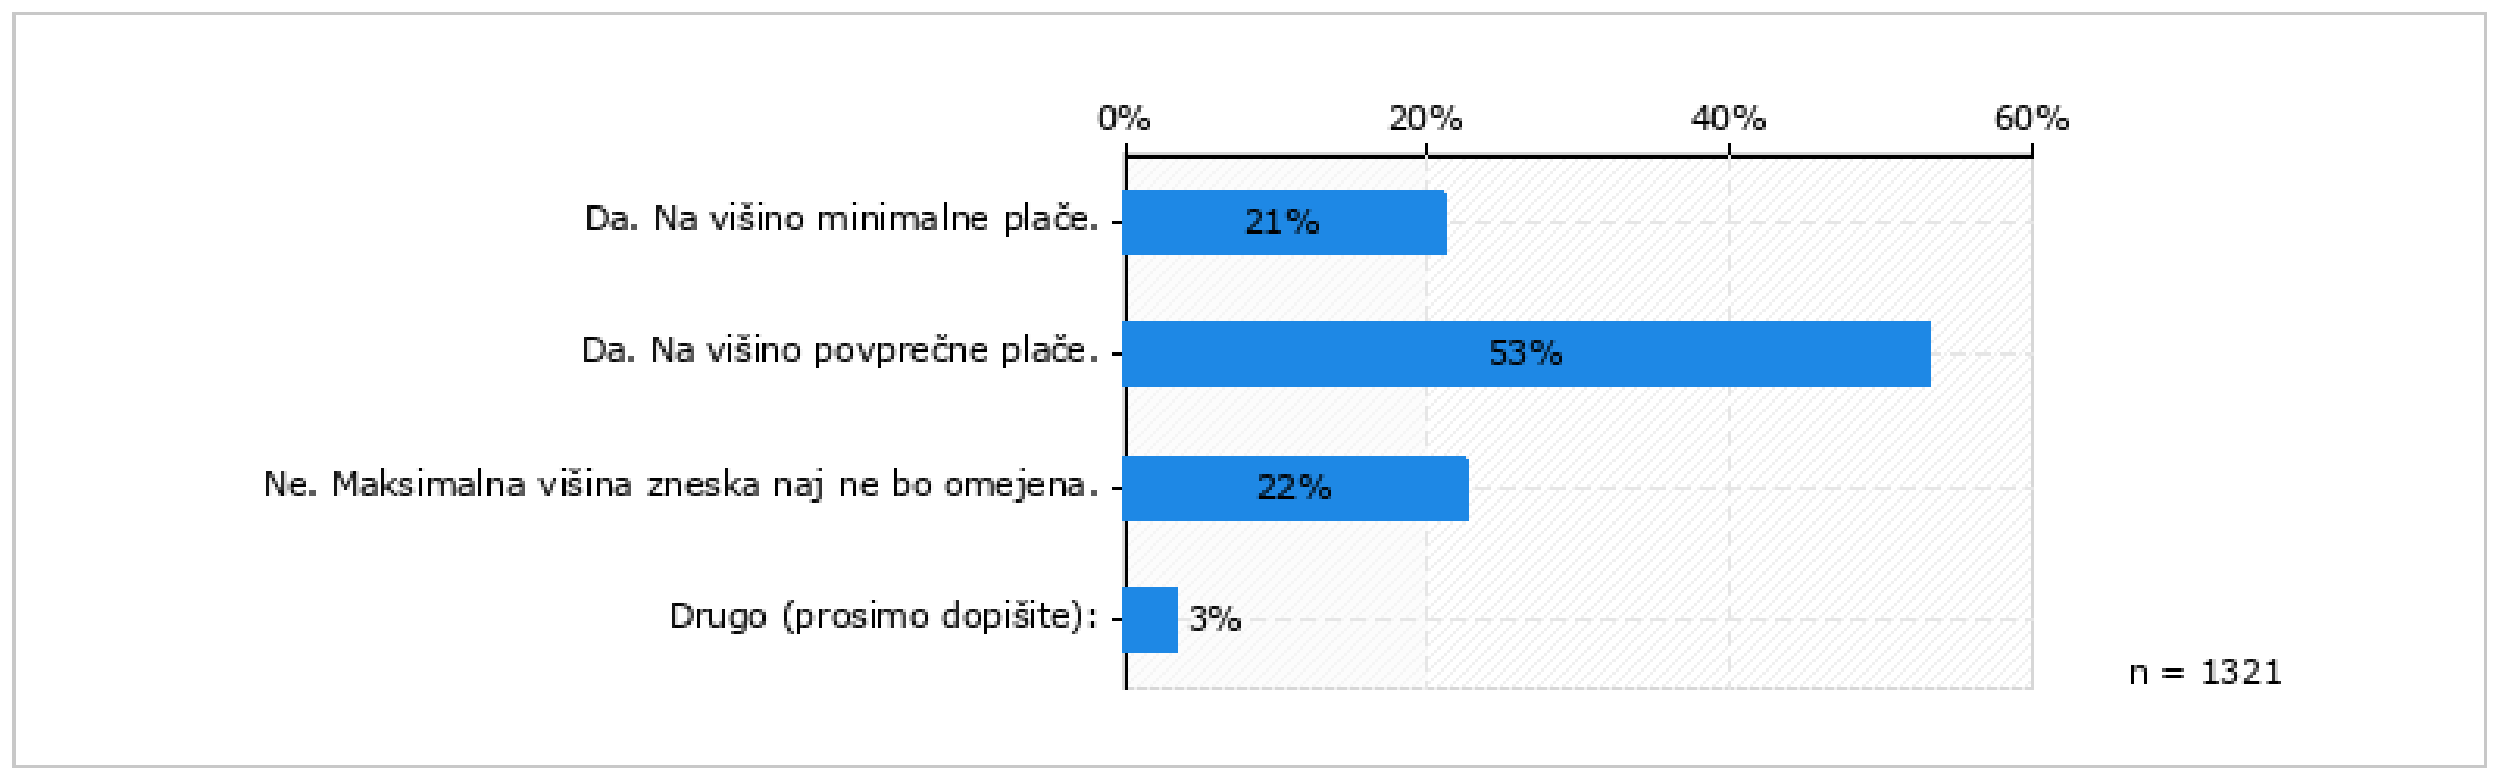 0% 20% 40% 60%
Da. Na višino minimalne plače. 21%
Da. Na višino povprečne plače. 53%
Ne. Maksimalna višina zneska naj ne bo omejena. 22%
Drugo (prosimo dopišite): 3%
n = 1321